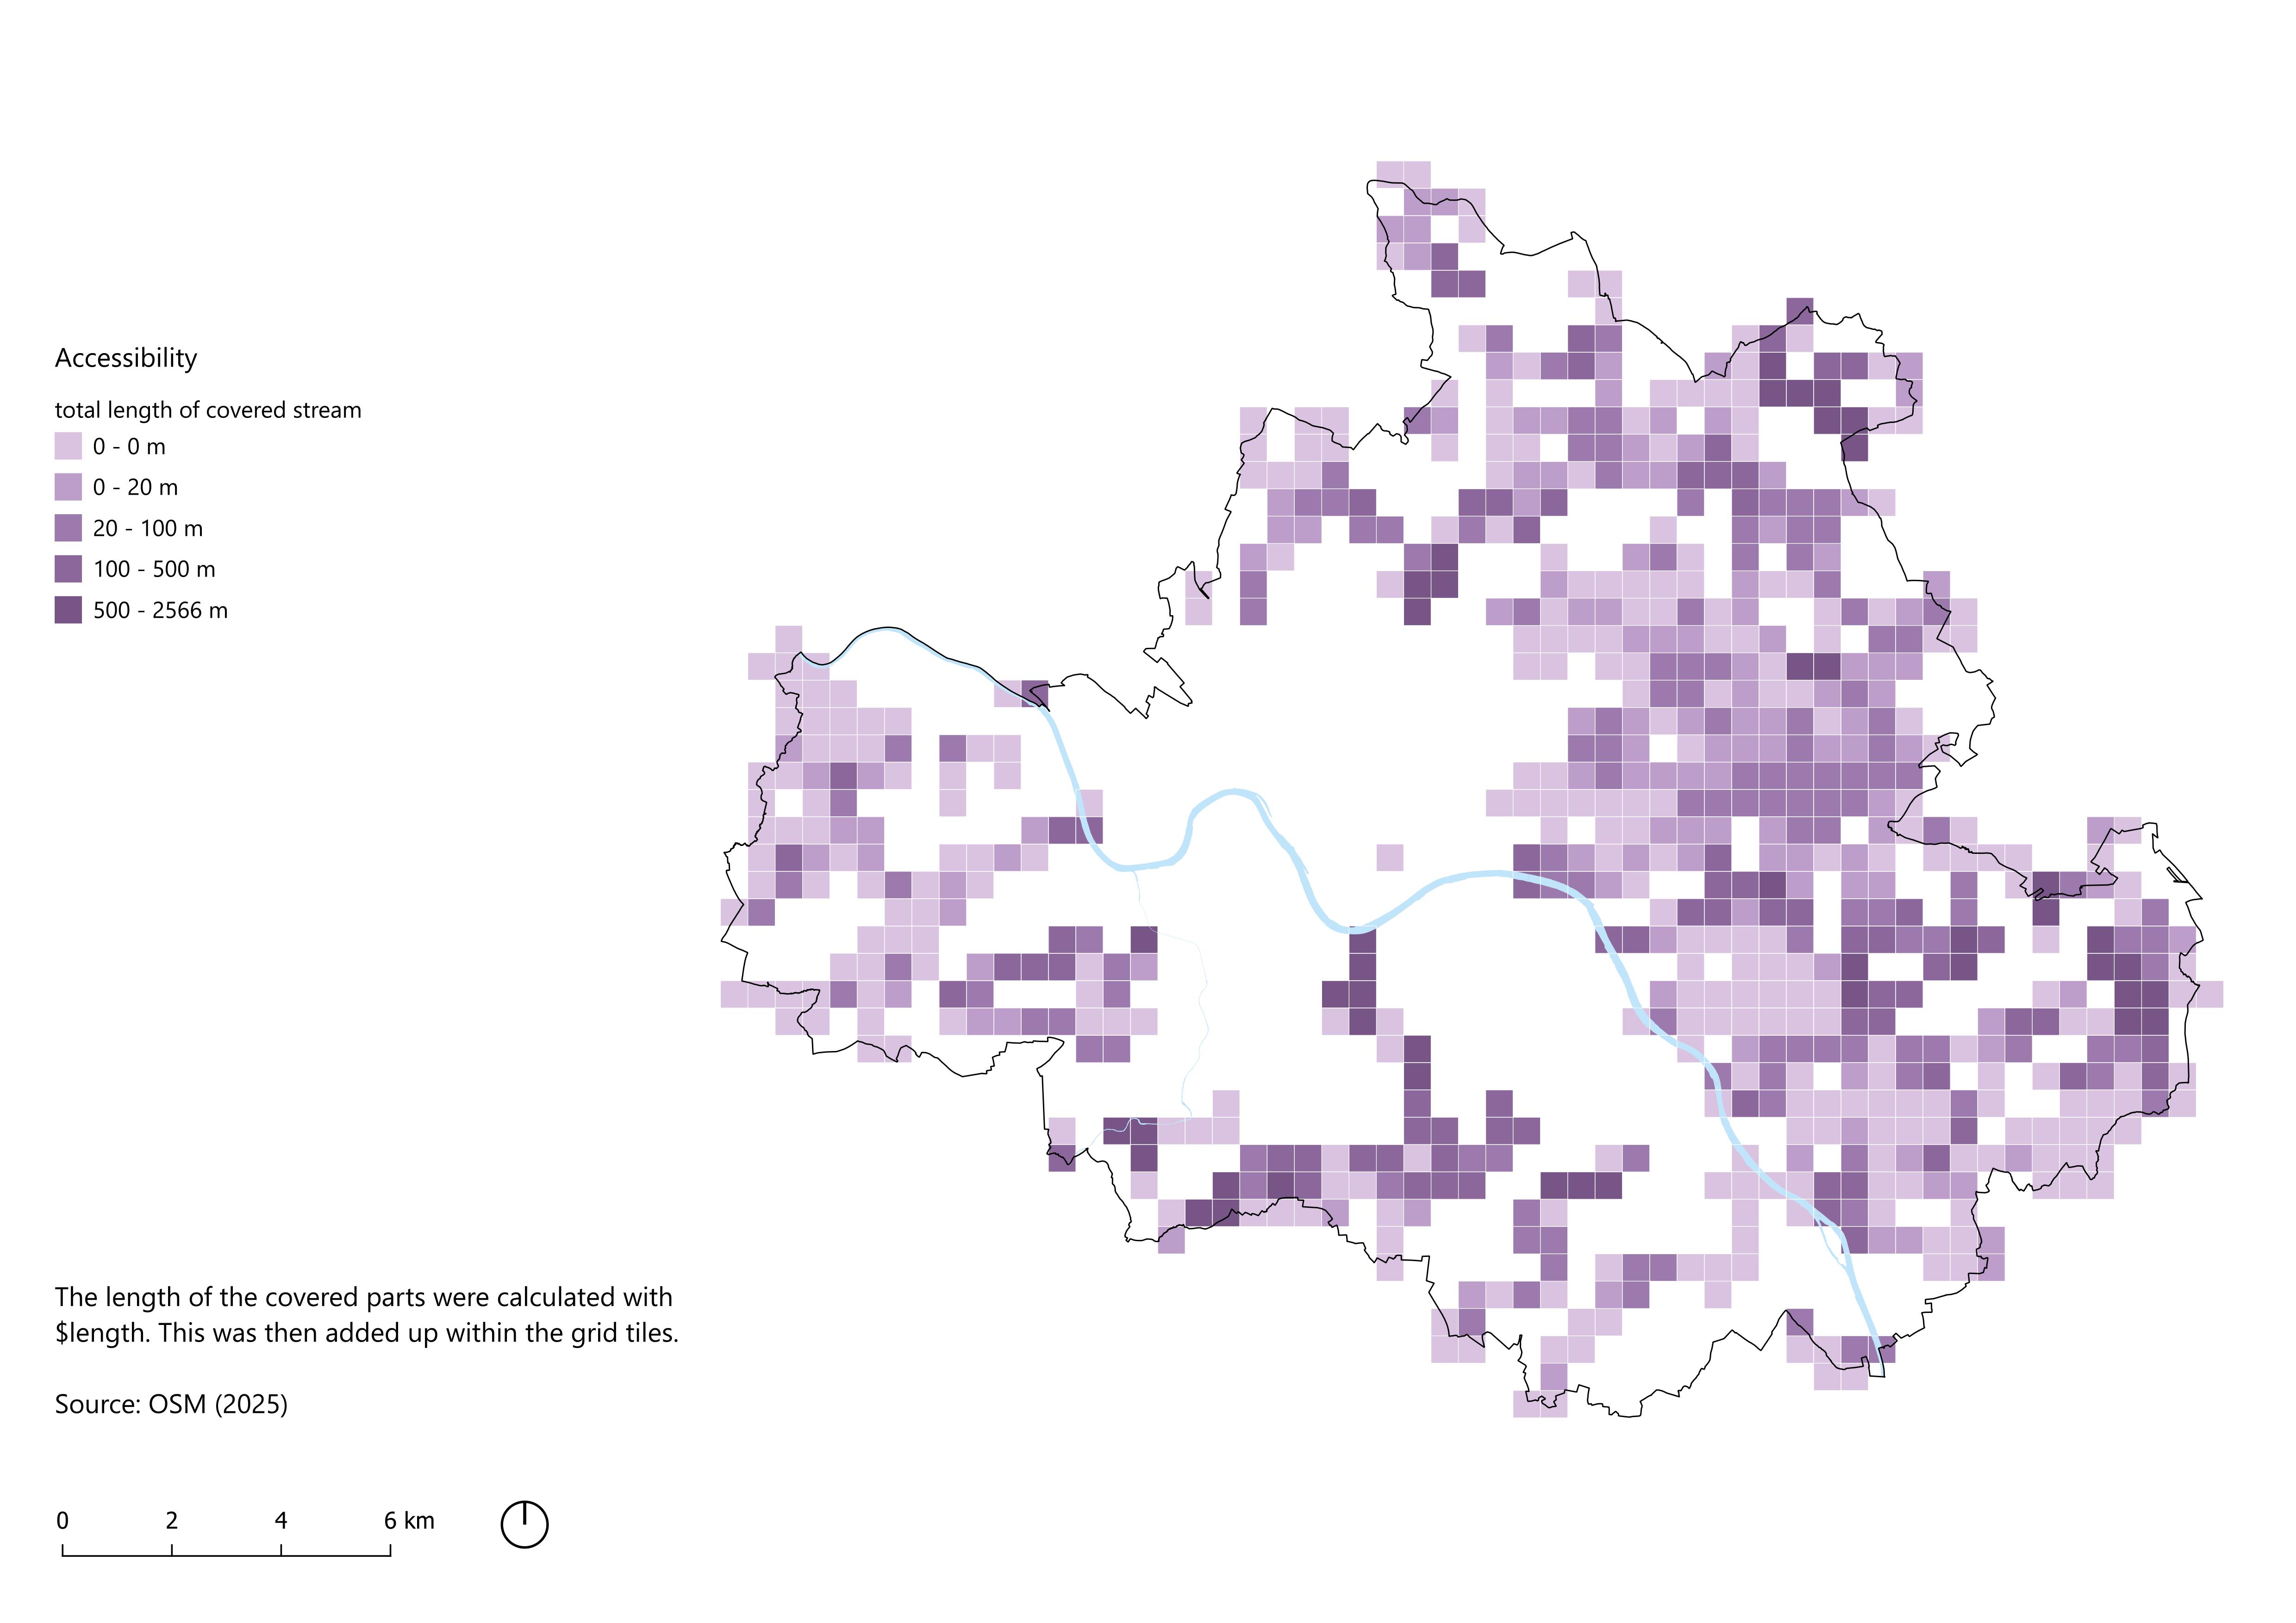 Accessibility
total length of covered stream
0 - 0 m
0 - 20 m
20 - 100 m
100 - 500 m
500 - 2566 m
The length of the covered parts were calculated with
$length. This was then added up within the grid tiles.
Source: OSM (2025)
0 2 4 6 km